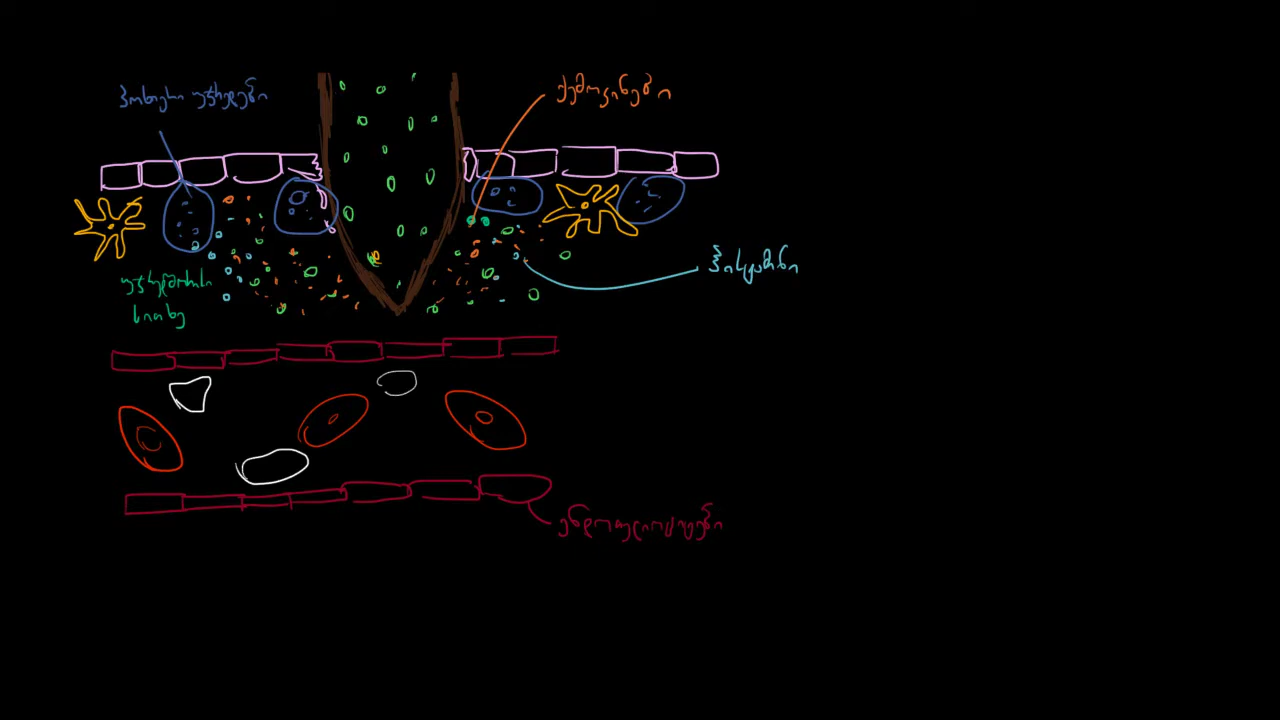 პოხიერი უჯრედები
ქემოკინები
ჰისტამინი
უჯრედშორისი
სითხე
ენდოთელიოციტები